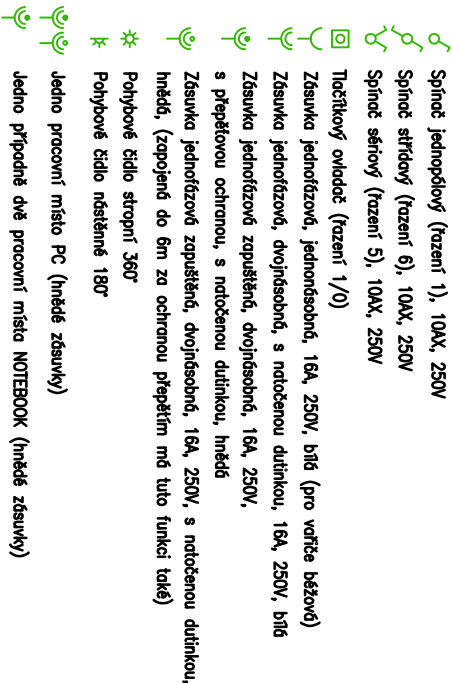 Spínač jednopólový (řazení 1), 10AX, 250V
Spínač střídavý (řazení 6), 10AX, 250V
Spínač sériový (řazení 5), 10AX, 250V
Tlačítkový ovladač (řazení 1/0)
Zásuvka jednofázová, jednonásobná, 16A, 250V, bílá (pro vařiče béžová)
Zásuvka jednofázová, dvojnásobná, s natočenou dutinkou, 16A, 250V, bílá
Zásuvka jednofázová zapuštěná, dvojnásobná, 16A, 250V,
s přepěťovou ochranou, s natočenou dutinkou, hnědá
Zásuvka jednofázová zapuštěná, dvojnásobná, 16A, 250V, s natočenou dutinkou,
hnědá, (zapojená do 6m za ochranou přepětím má tuto funkci také)
Pohybové čidlo stropní 360°
Pohybové čidlo nástěnné 180°
Jedno pracovní místo PC (hnědé zásuvky)
Jedno případně dvě pracovní místa NOTEBOOK (hnědé zásuvky)